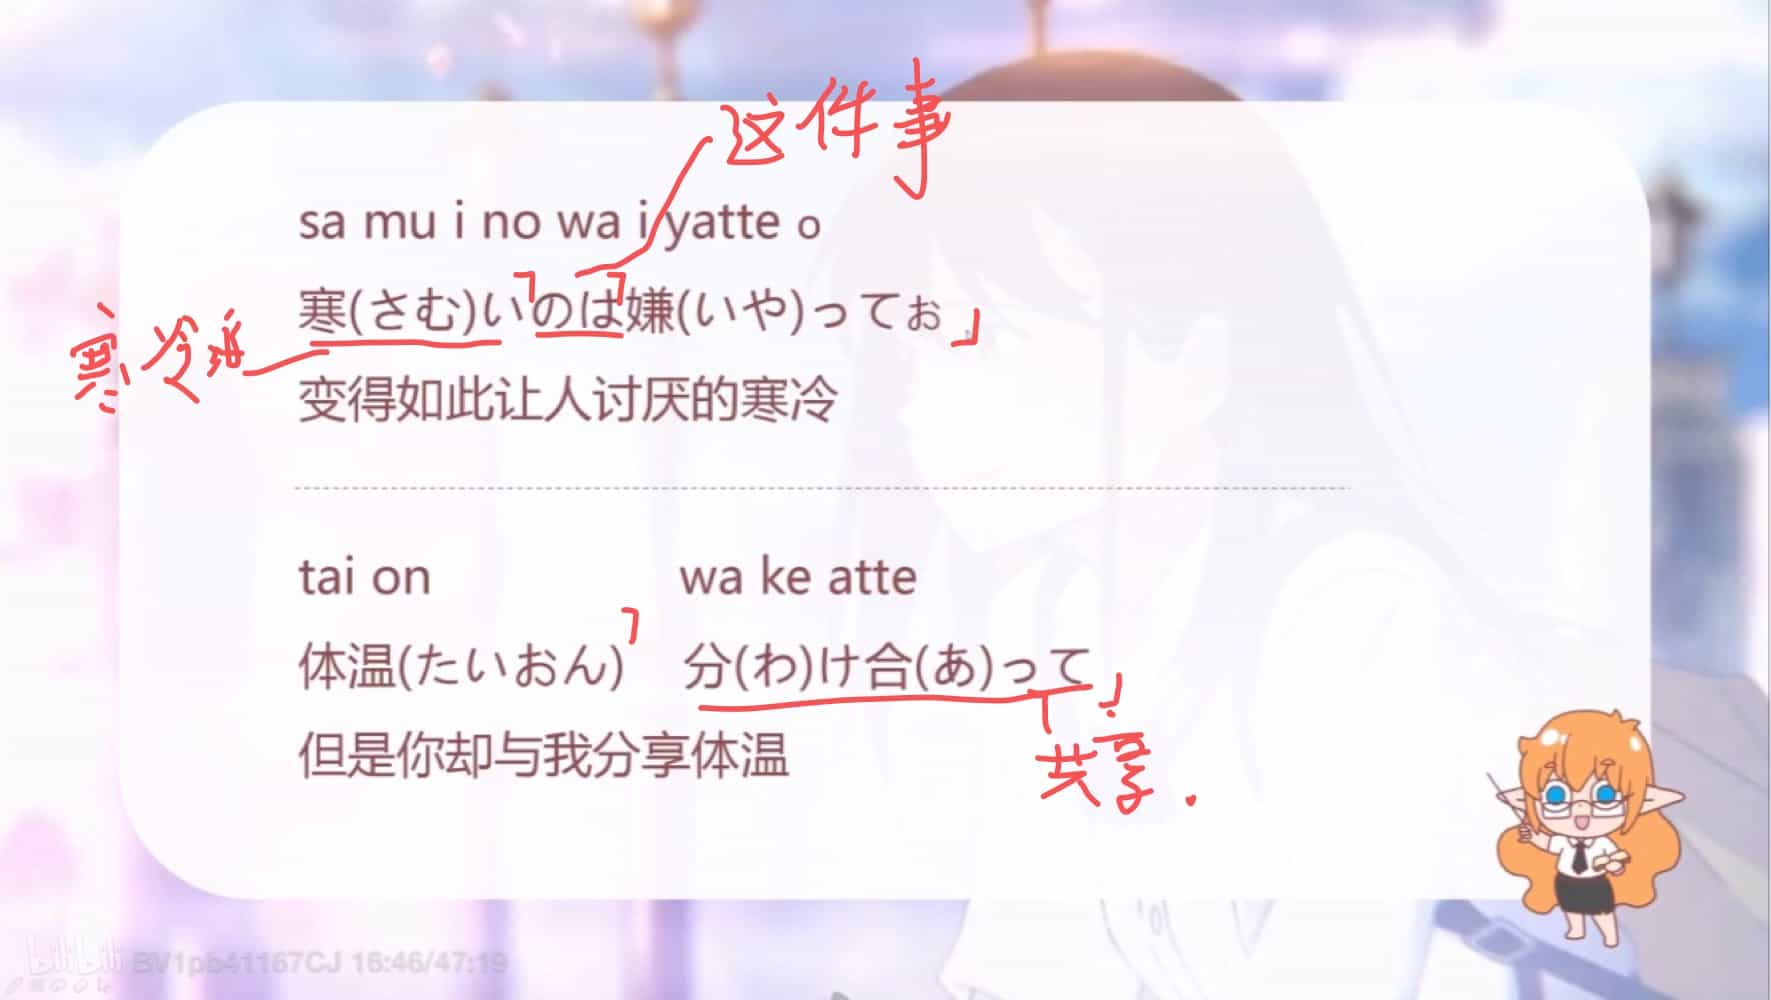 这件事
sa mu i no wa i yatte o
寒(さむ)いのは嫌(いや)ってぉ
寒冷
变得如此让人讨厌的寒冷
tai on wa ke atte
体温(たいおん) 分(わ)け合(あ)って
共享.
但是你却与我分享体温
bilibili BV1pb41167CJ 16:46/47:19